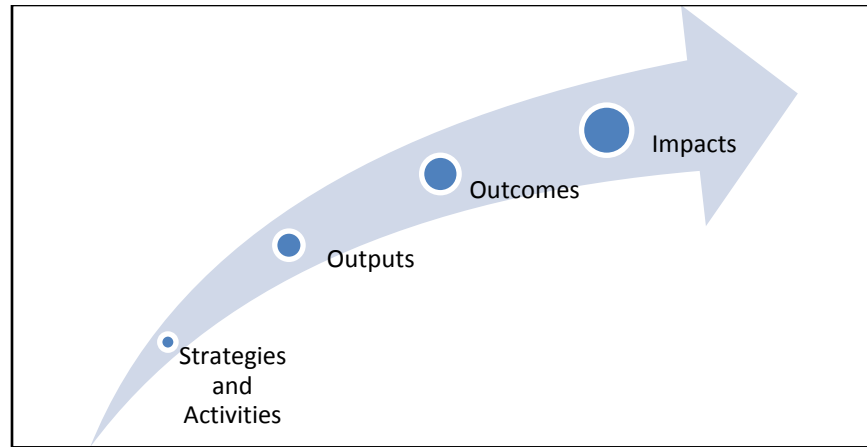 Impacts
Outcomes
Outputs
Strategies
and
Activities